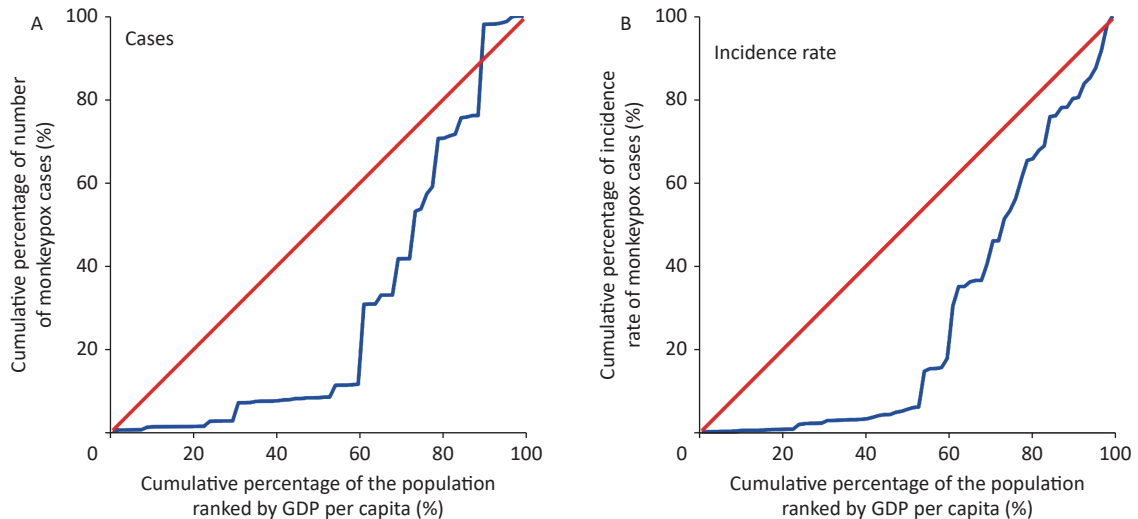 A
Cases
100
80
60
40
20
0
20
40
60
80
100
Cumulative percentage of number
of monkeypox cases (%)
Cumulative percentage of the population
ranked by GDP per capita (%)
B
Incidence rate
100
80
60
40
20
0
20
40
60
80
100
Cumulative percentage of incidence
rate of monkeypox cases (%)
Cumulative percentage of the population
ranked by GDP per capita (%)